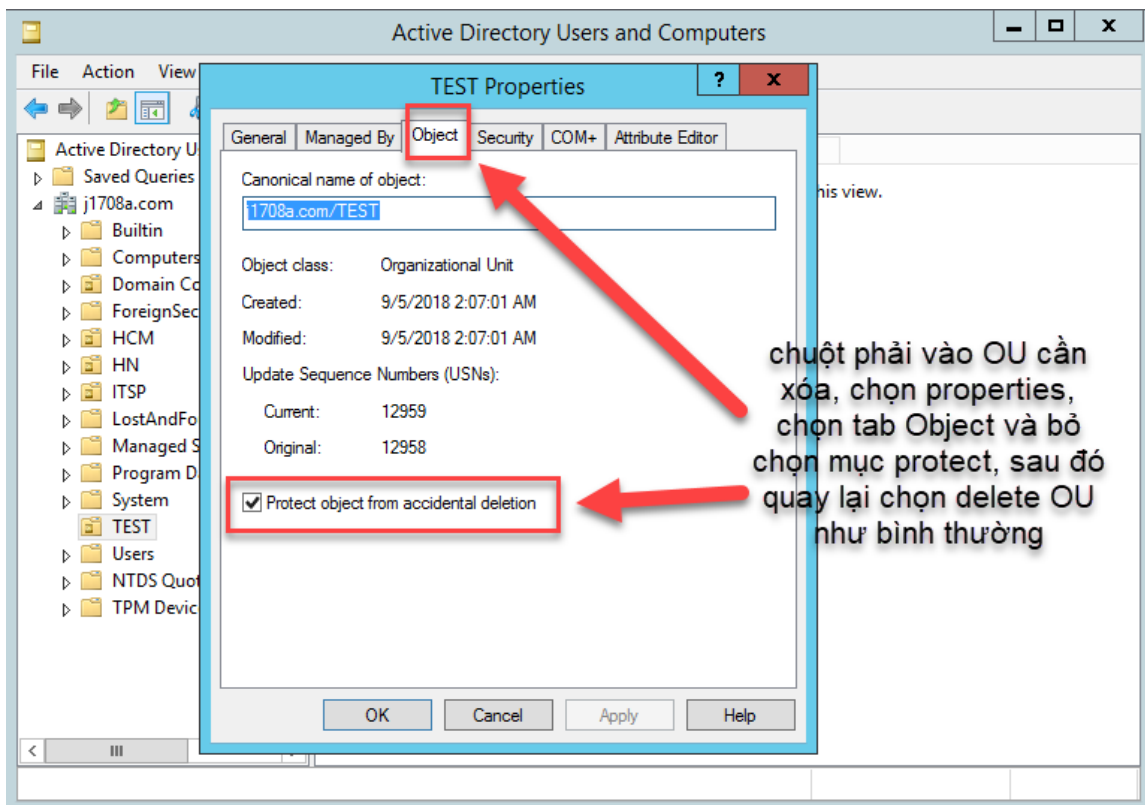 Active Directory Users and Computers
File Action View
TEST Properties
? x
General Managed By Object Security COM+ Attribute Editor
Active Directory U
Saved Queries
j1708a.com
Builtin
Computers
Domain Co
ForeignSec
HCM
HN
ITSP
LostAndFo
Managed S
Program D
System
TEST
Users
NTDS Quot
TPM Devic
Canonical name of object:
j1708a.com/TEST
Object class: Organizational Unit
Created: 9/5/2018 2:07:01 AM
Modified: 9/5/2018 2:07:01 AM
Update Sequence Numbers (USNs):
Current: 12959
Original: 12958
Protect object from accidental deletion
OK Cancel Apply Help
his view.
chuột phải vào OU cần
xóa, chọn properties,
chọn tab Object và bỏ
chọn mục protect, sau đó
quay lại chọn delete OU
như bình thường